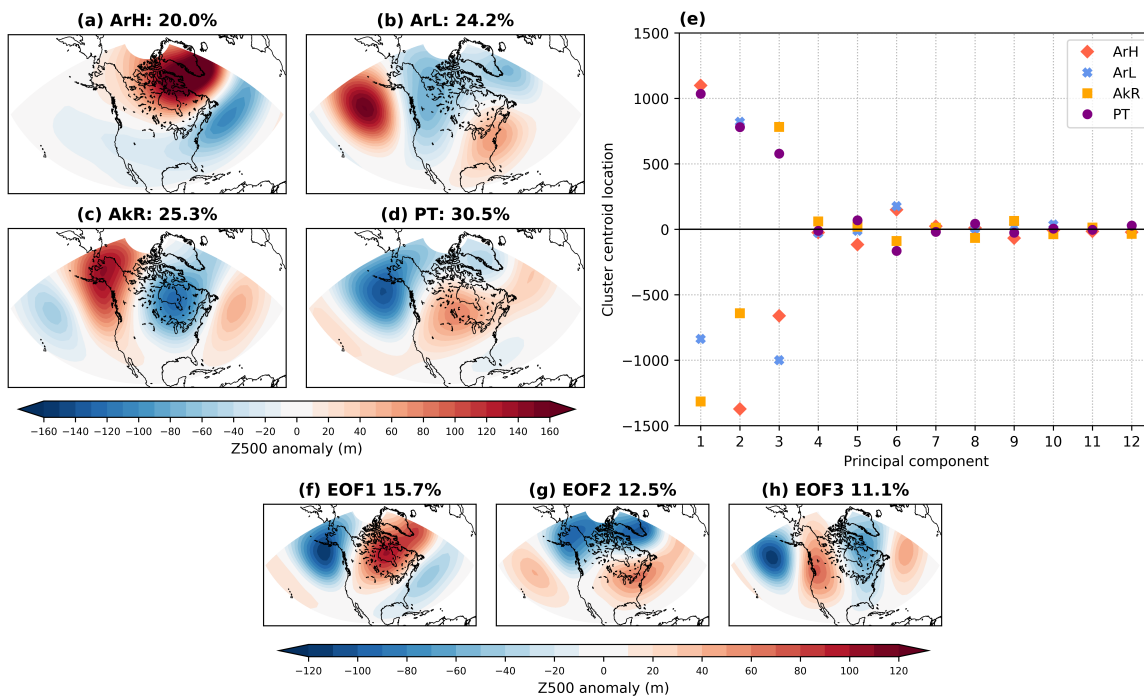 (a) ArH: 20.0%
(b) ArL: 24.2%
(c) AkR: 25.3%
(d) PT: 30.5%
−160 −140 −120 −100 −80 −60 −40 −20 0 20 40 60 80 100 120 140 160
Z500 anomaly (m)
(e)
1500
1000
500
0
−500
−1000
−1500
Cluster centroid location
ArH
ArL
AkR
PT
1 2 3 4 5 6 7 8 9 10 11 12
Principal component
(f) EOF1 15.7%
(g) EOF2 12.5%
(h) EOF3 11.1%
−120 −100 −80 −60 −40 −20 0 20 40 60 80 100 120
Z500 anomaly (m)